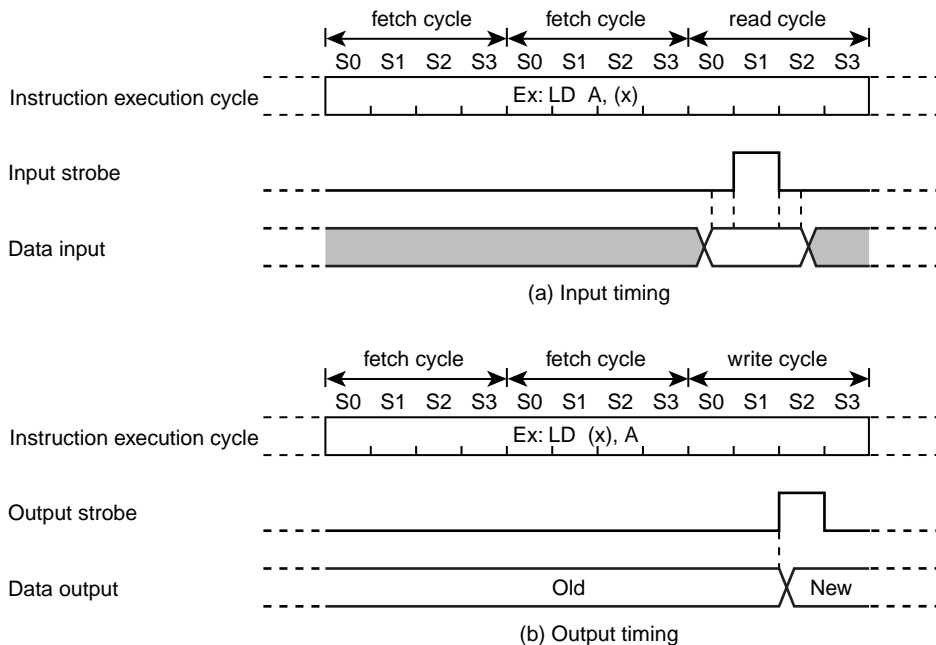 fetch cycle fetch cycle read cycle
S0 S1 S2 S3 S0 S1 S2 S3 S0 S1 S2 S3
Instruction execution cycle Ex: LD A, (x)
Input strobe
Data input
(a) Input timing
fetch cycle fetch cycle write cycle
S0 S1 S2 S3 S0 S1 S2 S3 S0 S1 S2 S3
Instruction execution cycle Ex: LD (x), A
Output strobe
Data output Old New
(b) Output timing